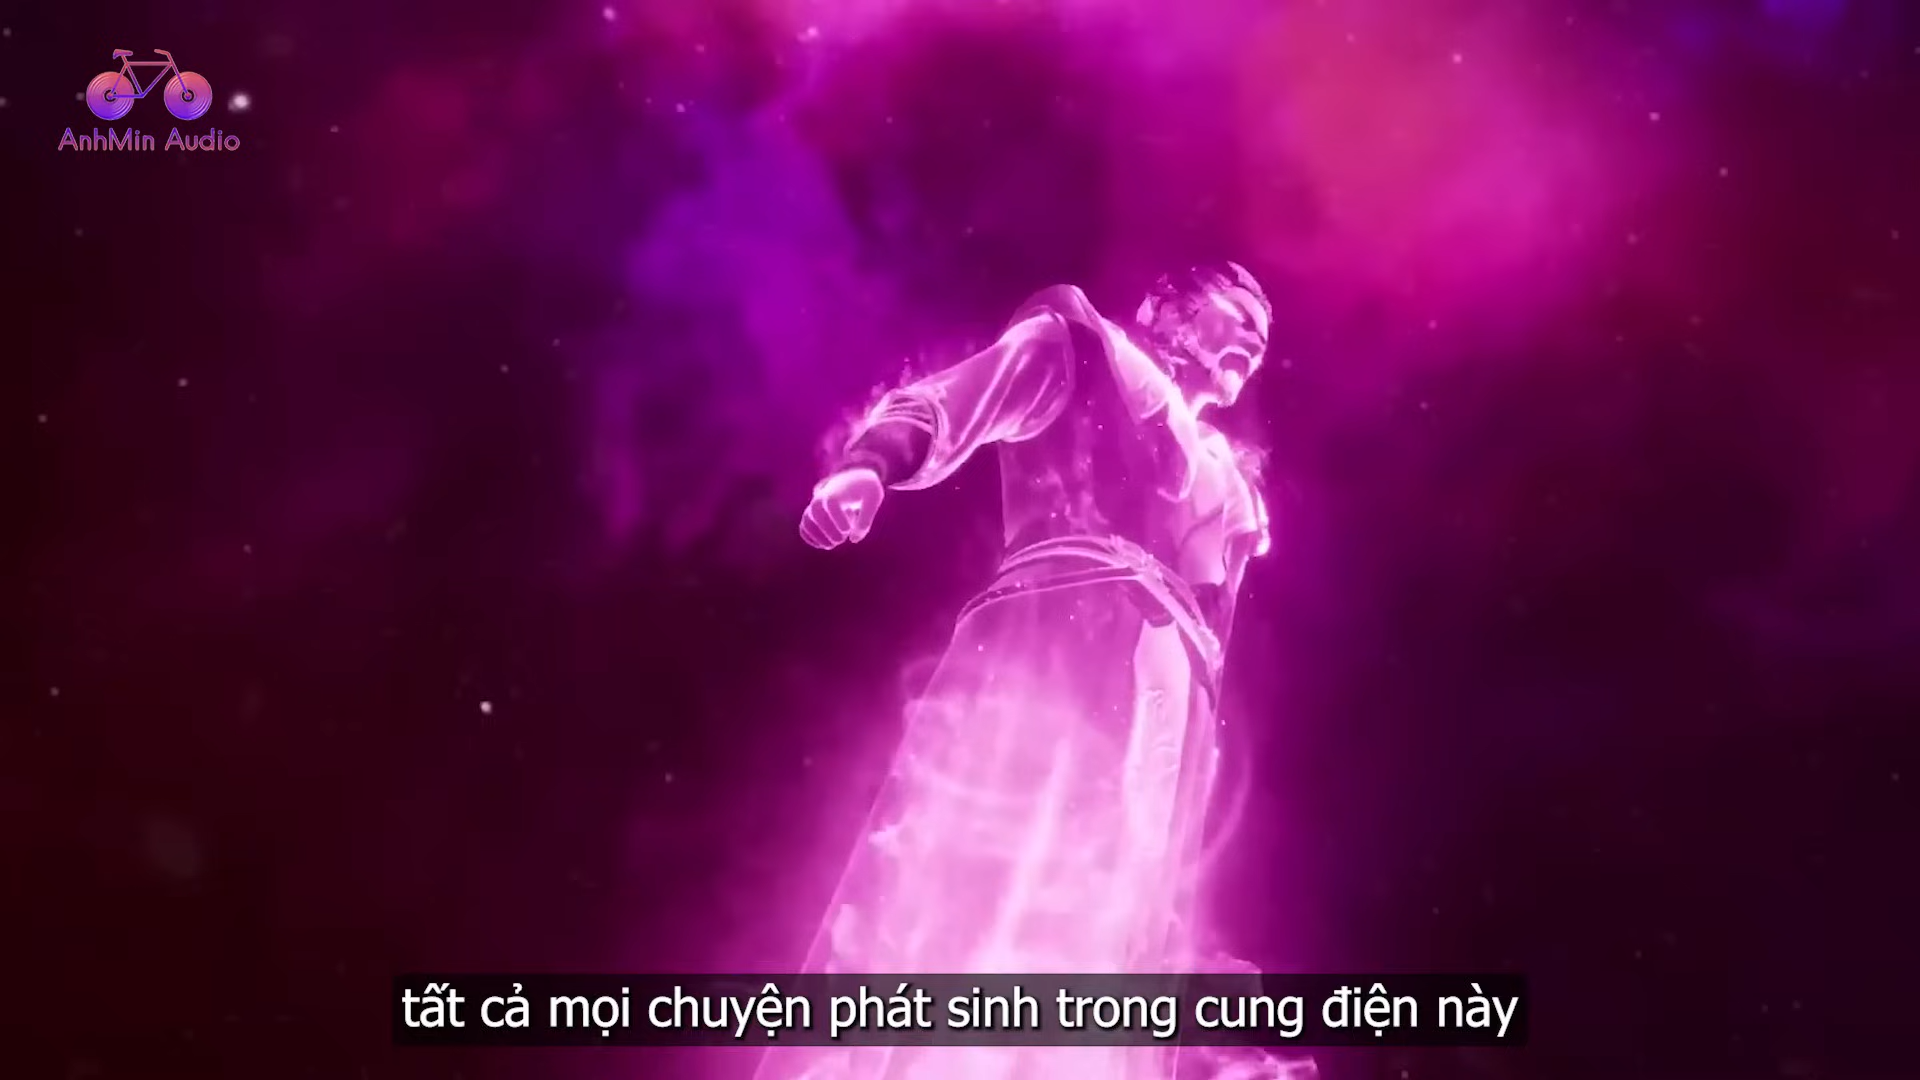 AnhMin Audio
tất cả mọi chuyện phát sinh trong cung điện này